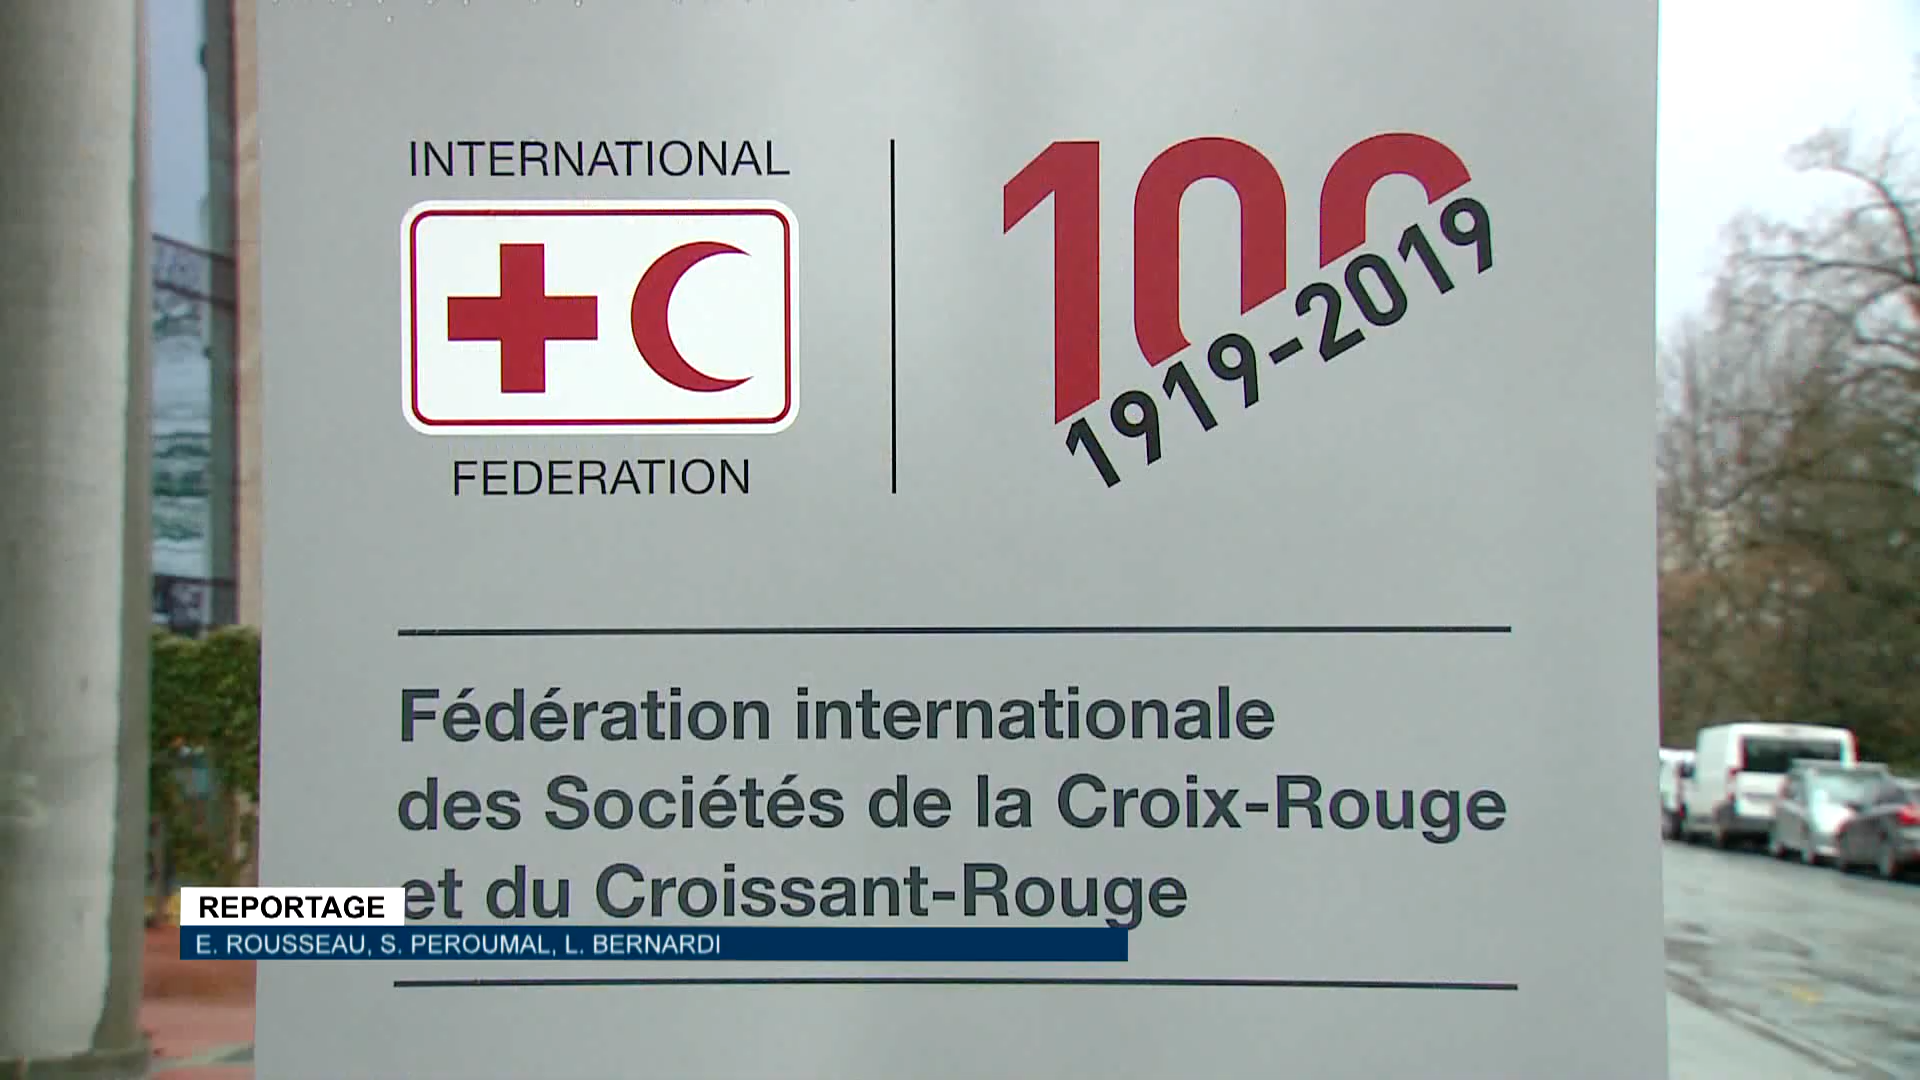 INTERNATIONAL
FEDERATION
100
1919-2019
Fédération internationale
des Sociétés de la Croix-Rouge
et du Croissant-Rouge
REPORTAGE
E. ROUSSEAU, S. PEROUMAL, L. BERNARDI